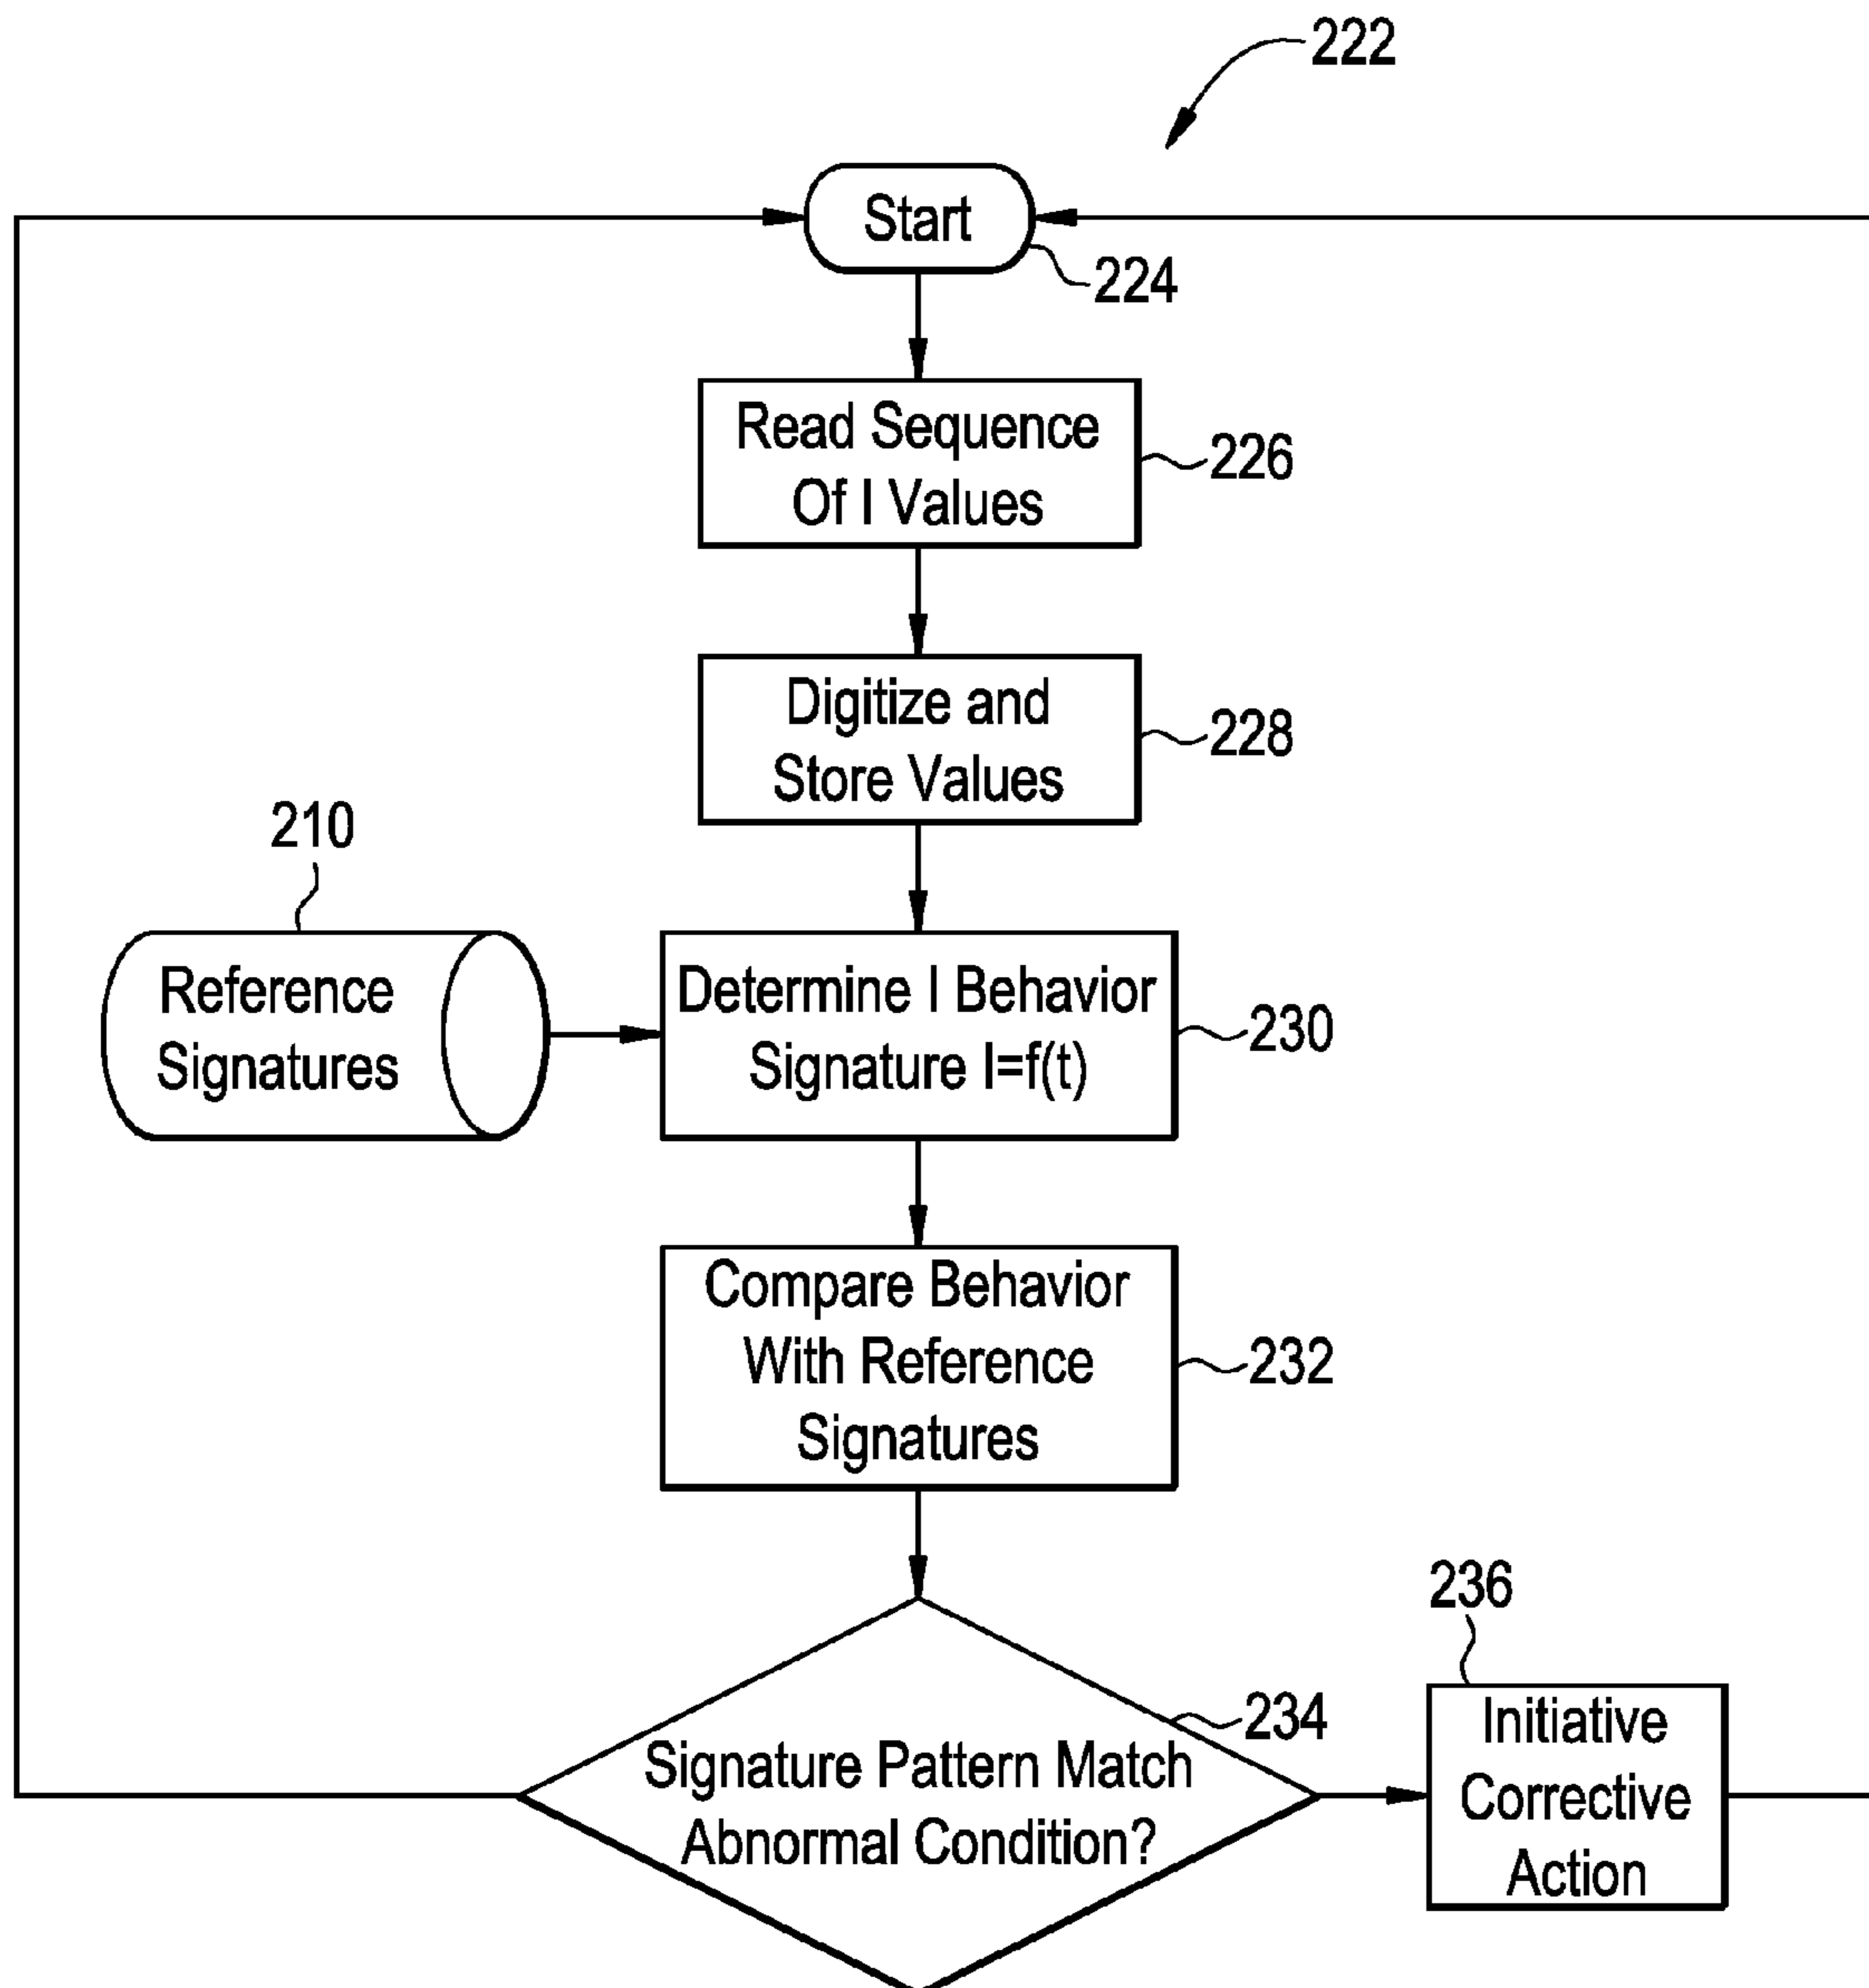 222
Start
224
Read Sequence
Of I Values
226
Digitize and
Store Values
228
210
Reference
Signatures
Determine I Behavior
Signature I=f(t)
230
Compare Behavior
With Reference
Signatures
232
236
234
Signature Pattern Match
Abnormal Condition?
Initiative
Corrective
Action